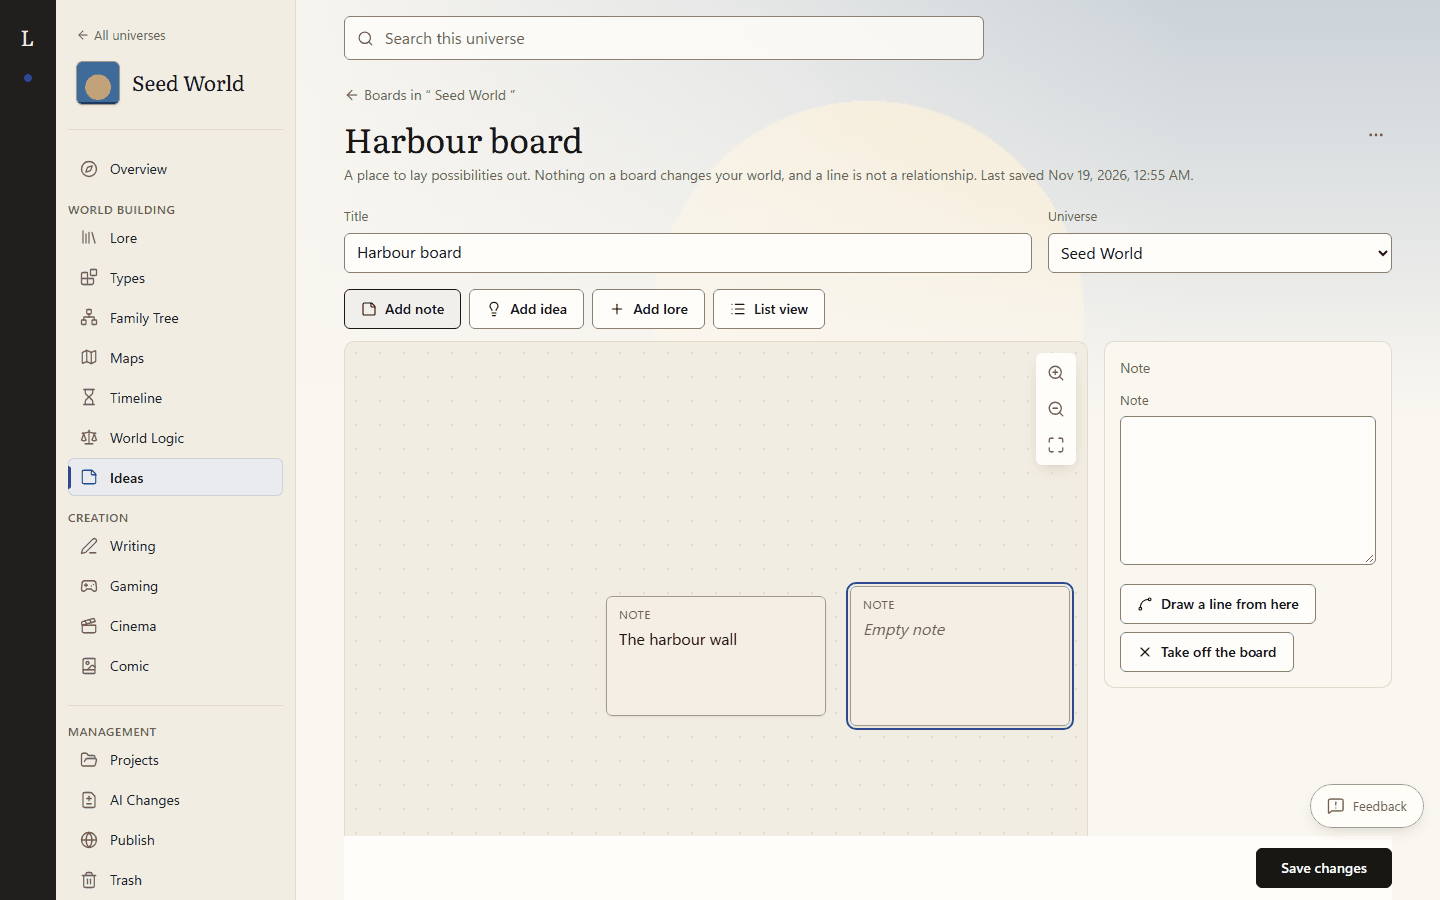 L
All universes
Seed World
Overview
WORLD BUILDING
Lore
Types
Family Tree
Maps
Timeline
World Logic
Ideas
CREATION
Writing
Gaming
Cinema
Comic
MANAGEMENT
Projects
AI Changes
Publish
Trash
Search this universe
Boards in “ Seed World “
Harbour board
A place to lay possibilities out. Nothing on a board changes your world, and a line is not a relationship. Last saved Nov 19, 2026, 12:55 AM.
Title
Universe
Harbour board
Seed World
Add note
Add idea
Add lore
List view
NOTE
The harbour wall
NOTE
Empty note
Note
Note
Draw a line from here
Take off the board
Feedback
Save changes